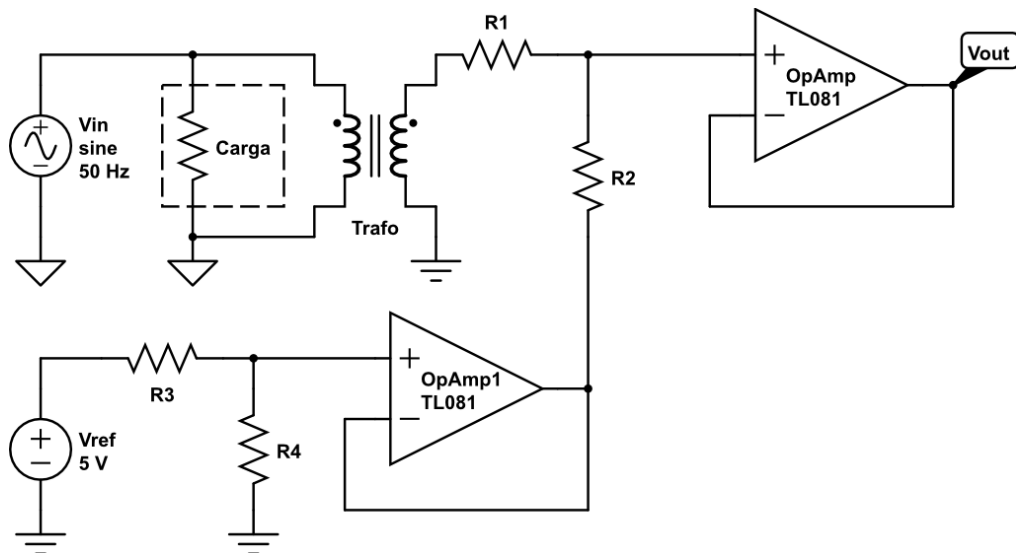 R1
Vout
OpAmp
TL081
Vin
sine
50 Hz
Carga
R2
Trafo
R3
OpAmp1
TL081
Vref
5 V
R4